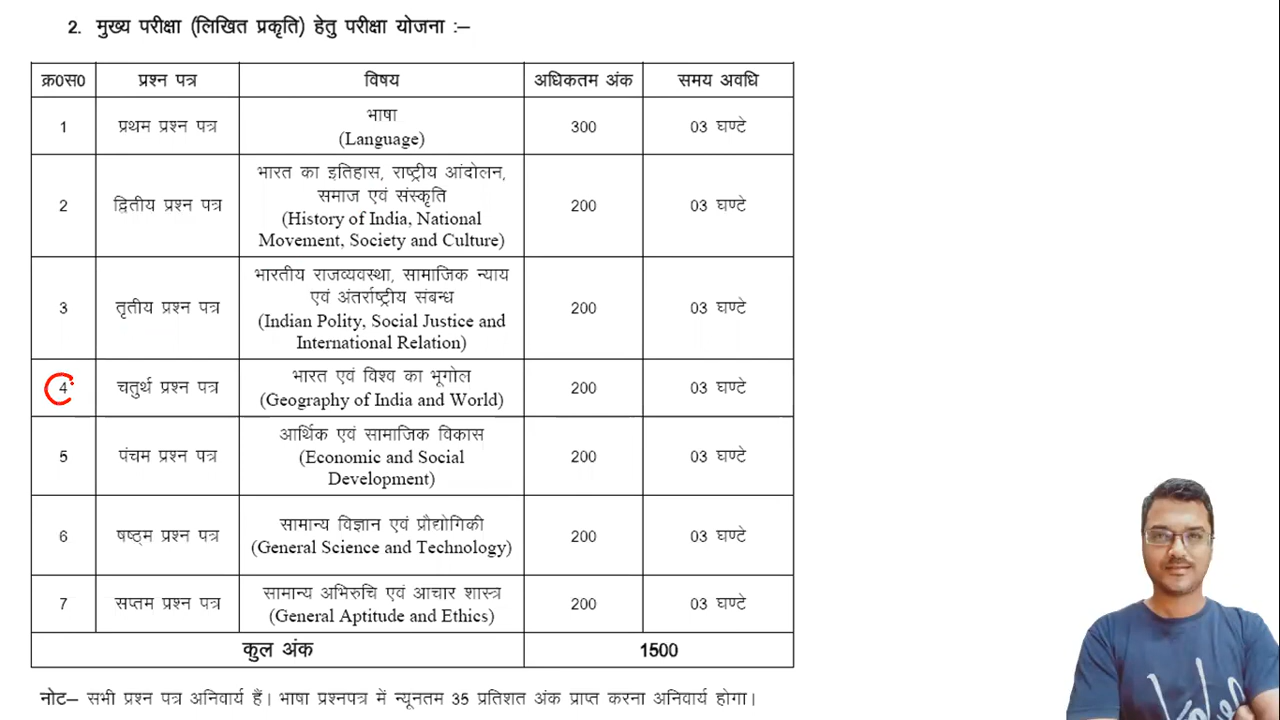 2. मुख्य परीक्षा (लिखित प्रकृति) हेतु परीक्षा योजना :–
क्र0स0 प्रश्न पत्र विषय अधिकतम अंक समय अवधि
1 प्रथम प्रश्न पत्र भाषा (Language) 300 03 घण्टे
2 द्वितीय प्रश्न पत्र भारत का इतिहास, राष्ट्रीय आंदोलन, समाज एवं संस्कृति (History of India, National Movement, Society and Culture) 200 03 घण्टे
3 तृतीय प्रश्न पत्र भारतीय राजव्यवस्था, सामाजिक न्याय एवं अंतर्राष्ट्रीय संबन्ध (Indian Polity, Social Justice and International Relation) 200 03 घण्टे
4 चतुर्थ प्रश्न पत्र भारत एवं विश्व का भूगोल (Geography of India and World) 200 03 घण्टे
5 पंचम प्रश्न पत्र आर्थिक एवं सामाजिक विकास (Economic and Social Development) 200 03 घण्टे
6 षष्ठ्म प्रश्न पत्र सामान्य विज्ञान एवं प्रौद्योगिकी (General Science and Technology) 200 03 घण्टे
7 सप्तम प्रश्न पत्र सामान्य अभिरुचि एवं आचार शास्त्र (General Aptitude and Ethics) 200 03 घण्टे
कुल अंक 1500
नोट– सभी प्रश्न पत्र अनिवार्य हैं। भाषा प्रश्नपत्र में न्यूनतम 35 प्रतिशत अंक प्राप्त करना अनिवार्य होगा।